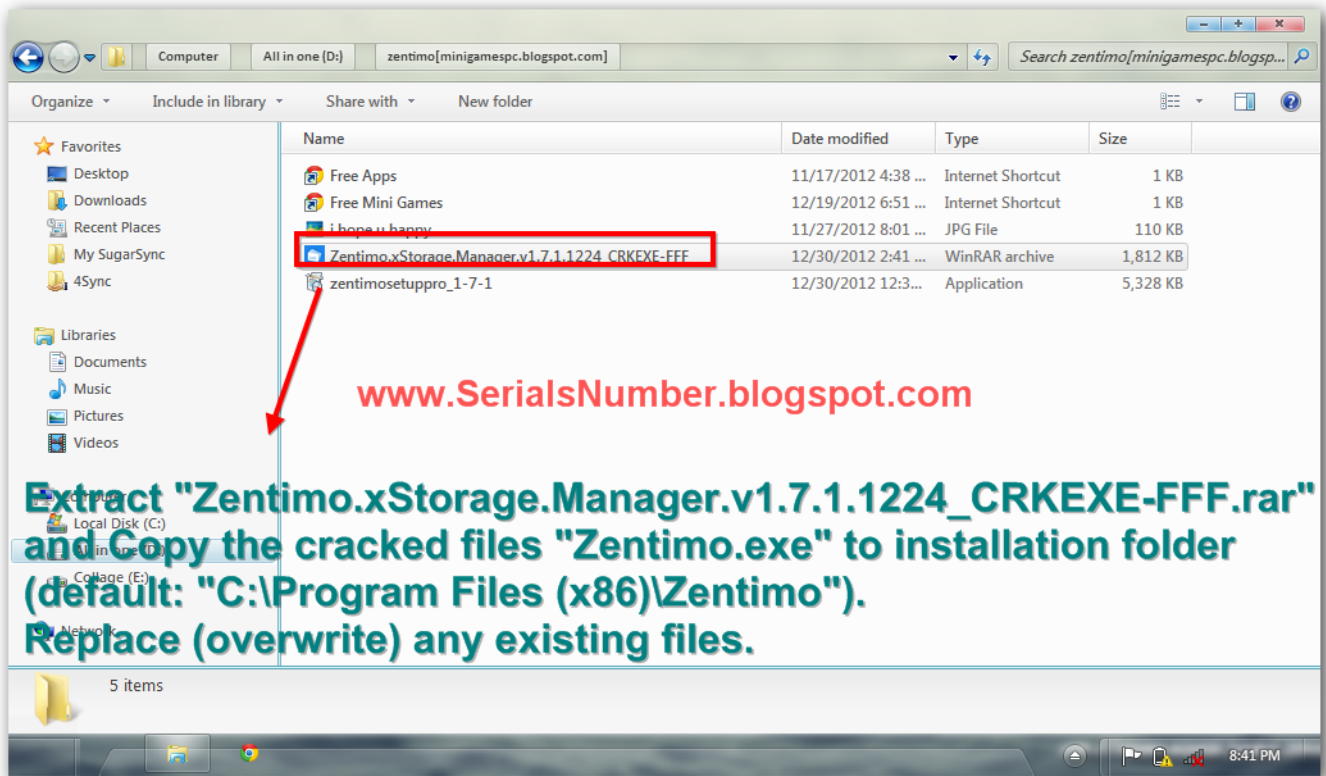 Computer
All in one (D:)
zentimo[minigamespc.blogspot.com]
Search zentimo[minigamespc.blogsp...
Organize
Include in library
Share with
New folder
Name
Date modified
Type
Size
Favorites
Desktop
Downloads
Recent Places
My SugarSync
4Sync
Libraries
Documents
Music
Pictures
Videos
Computer
Local Disk (C:)
All in one (D:)
Collage (E:)
Network
Free Apps 11/17/2012 4:38 ... Internet Shortcut 1 KB
Free Mini Games 12/19/2012 6:51 ... Internet Shortcut 1 KB
i hope u happy 11/27/2012 8:01 ... JPG File 110 KB
Zentimo.xStorage.Manager.v1.7.1.1224_CRKEXE-FFF 12/30/2012 2:41 ... WinRAR archive 1,812 KB
zentimosetuppro_1-7-1 12/30/2012 12:3... Application 5,328 KB
www.SerialsNumber.blogspot.com
Extract "Zentimo.xStorage.Manager.v1.7.1.1224_CRKEXE-FFF.rar"
and Copy the cracked files "Zentimo.exe" to installation folder
(default: "C:\Program Files (x86)\Zentimo").
Replace (overwrite) any existing files.
5 items
8:41 PM